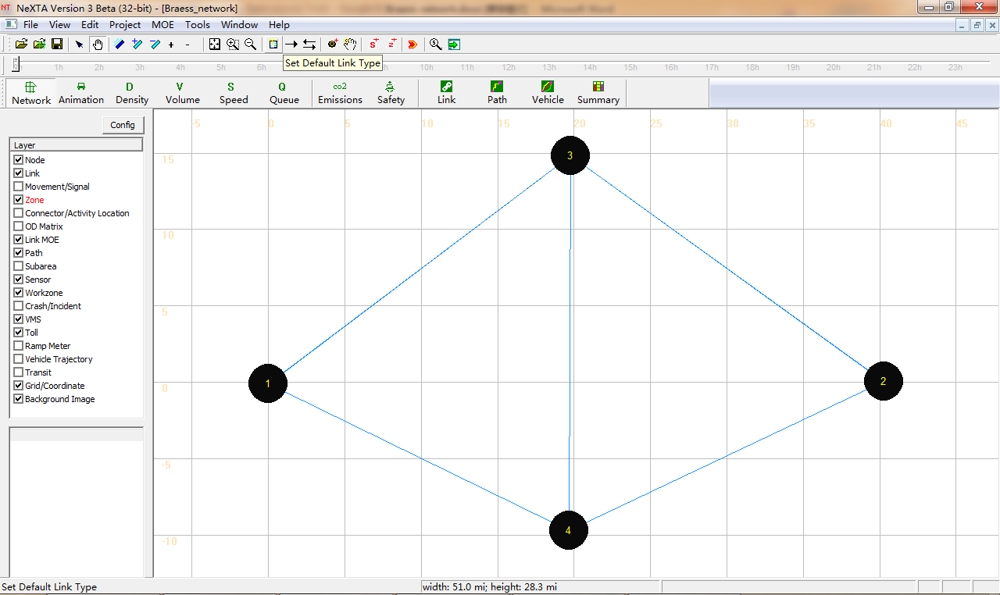 NT NeXTA Version 3 Beta (32-bit) - [Braess_network]
File View Edit Project MOE Tools Window Help
S+ z+
Set Default Link Type
1h 2h 3h 4h 5h 6h 10h 11h 12h 13h 14h 15h 16h 17h 18h 19h 20h 21h 22h 23h
D V S Q co2
Network Animation Density Volume Speed Queue Emissions Safety Link Path Vehicle Summary
Config
-5 0 5 10 15 20 25 30 35 40 45
Layer
Node
Link
Movement/Signal
Zone
Connector/Activity Location
OD Matrix
Link MOE
Path
Subarea
Sensor
Workzone
Crash/Incident
VMS
Toll
Ramp Meter
Vehicle Trajectory
Transit
Grid/Coordinate
Background Image
15
10
5
0
-5
-10
3
1
2
4
Set Default Link Type width: 51.0 mi; height: 28.3 mi